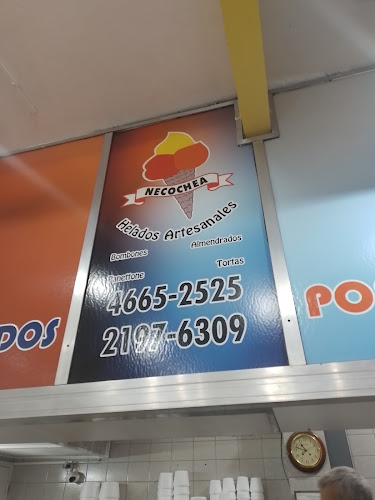 NECOCHEA
Helados Artesanales
Bombones Almendrados
Panettone Tortas
4665-2525
2197-6309
DOS
PO